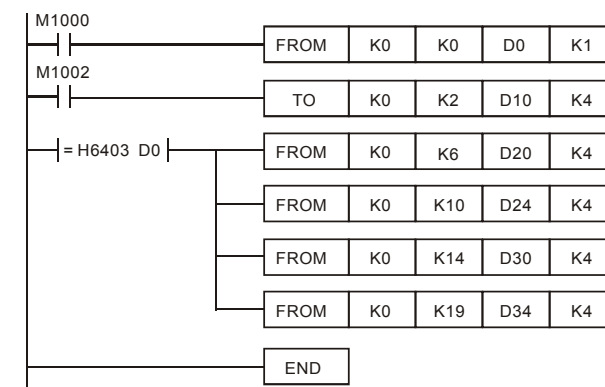 M1000
FROM K0 K0 D0 K1
M1002
TO K0 K2 D10 K4
= H6403 D0 FROM K0 K6 D20 K4
FROM K0 K10 D24 K4
FROM K0 K14 D30 K4
FROM K0 K19 D34 K4
END